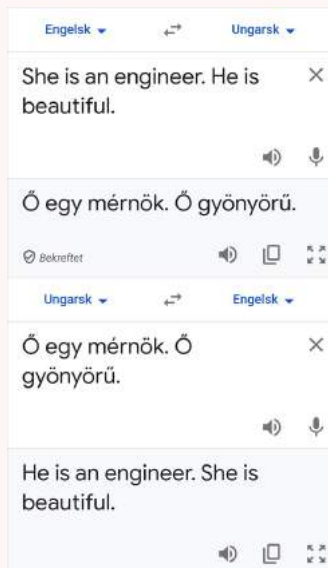 Engelsk Ungarsk
She is an engineer. He is
beautiful.
Ő egy mérnök. Ő gyönyörű.
Bekreftet
Ungarsk Engelsk
Ő egy mérnök. Ő
gyönyörű.
He is an engineer. She is
beautiful.